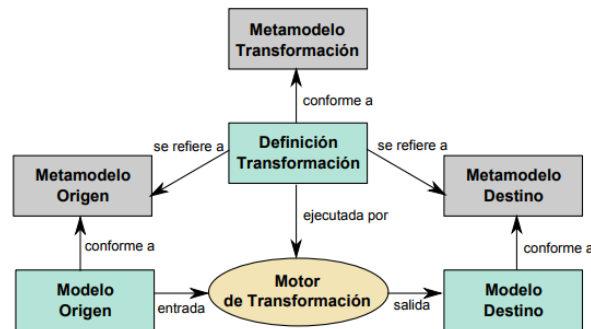 Metamodelo
Transformación
conforme a
se refiere a
Definición
Transformación
se refiere a
Metamodelo
Origen
Metamodelo
Destino
ejecutada por
conforme a
conforme a
Modelo
Origen
entrada
Motor
de Transformación
salida
Modelo
Destino